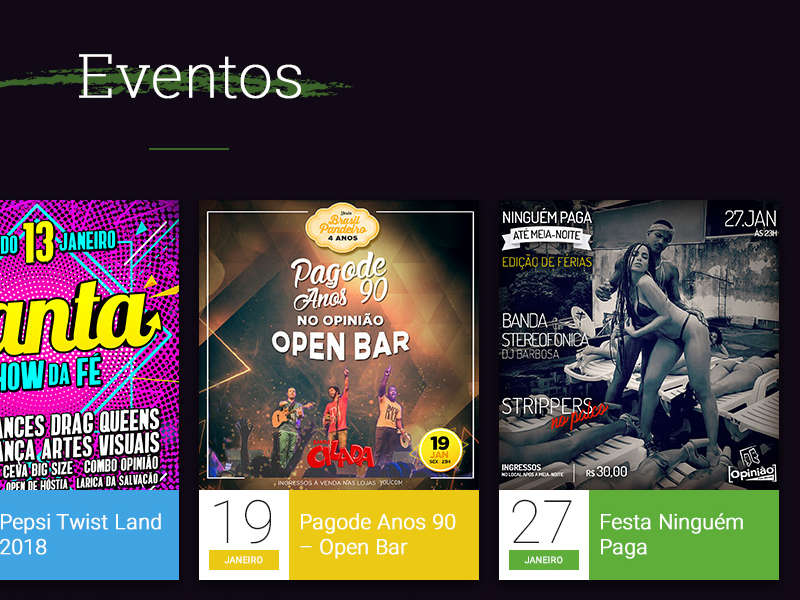 Eventos
DO 13 JANEIRO
anta
HOW DA FÉ
ANCES DRAG QUEENS
ANÇA ARTES VISUAIS
CEVA BIG SIZE COMBO OPINIÃO
OPEN DE HÓSTIA LARICA DA SALVAÇÃO
Pepsi Twist Land
2018
Festa
Brasil
Pandeiro
4 ANOS
Pagode
Anos 90
NO OPINIÃO
OPEN BAR
CILADA
19
JAN
SEX · 23H
INGRESSOS À VENDA NAS LOJAS YOUCOM
19
JANEIRO
Pagode Anos 90
– Open Bar
NINGUÉM PAGA
ATÉ MEIA-NOITE
EDIÇÃO DE FÉRIAS
27.JAN
ÀS 23H
BANDA
STEREOFÔNICA
DJ BARBOSA
STRIPPERS
no palco
INGRESSOS
NO LOCAL APÓS A MEIA-NOITE
R$ 30,00
Opinião
27
JANEIRO
Festa Ninguém
Paga